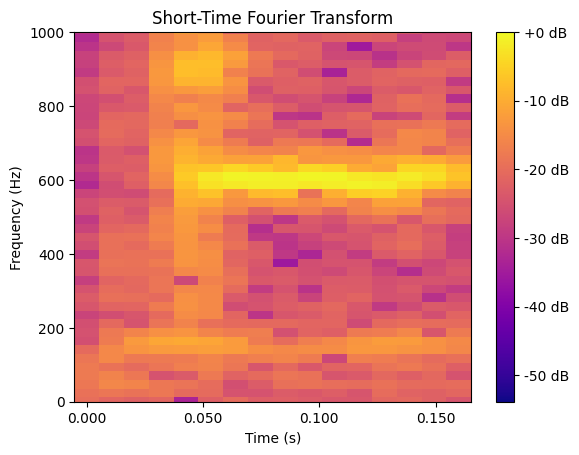 Short-Time Fourier Transform
1000
800
600
400
200
0
Frequency (Hz)
0.000
0.050
0.100
0.150
Time (s)
+0 dB
-10 dB
-20 dB
-30 dB
-40 dB
-50 dB